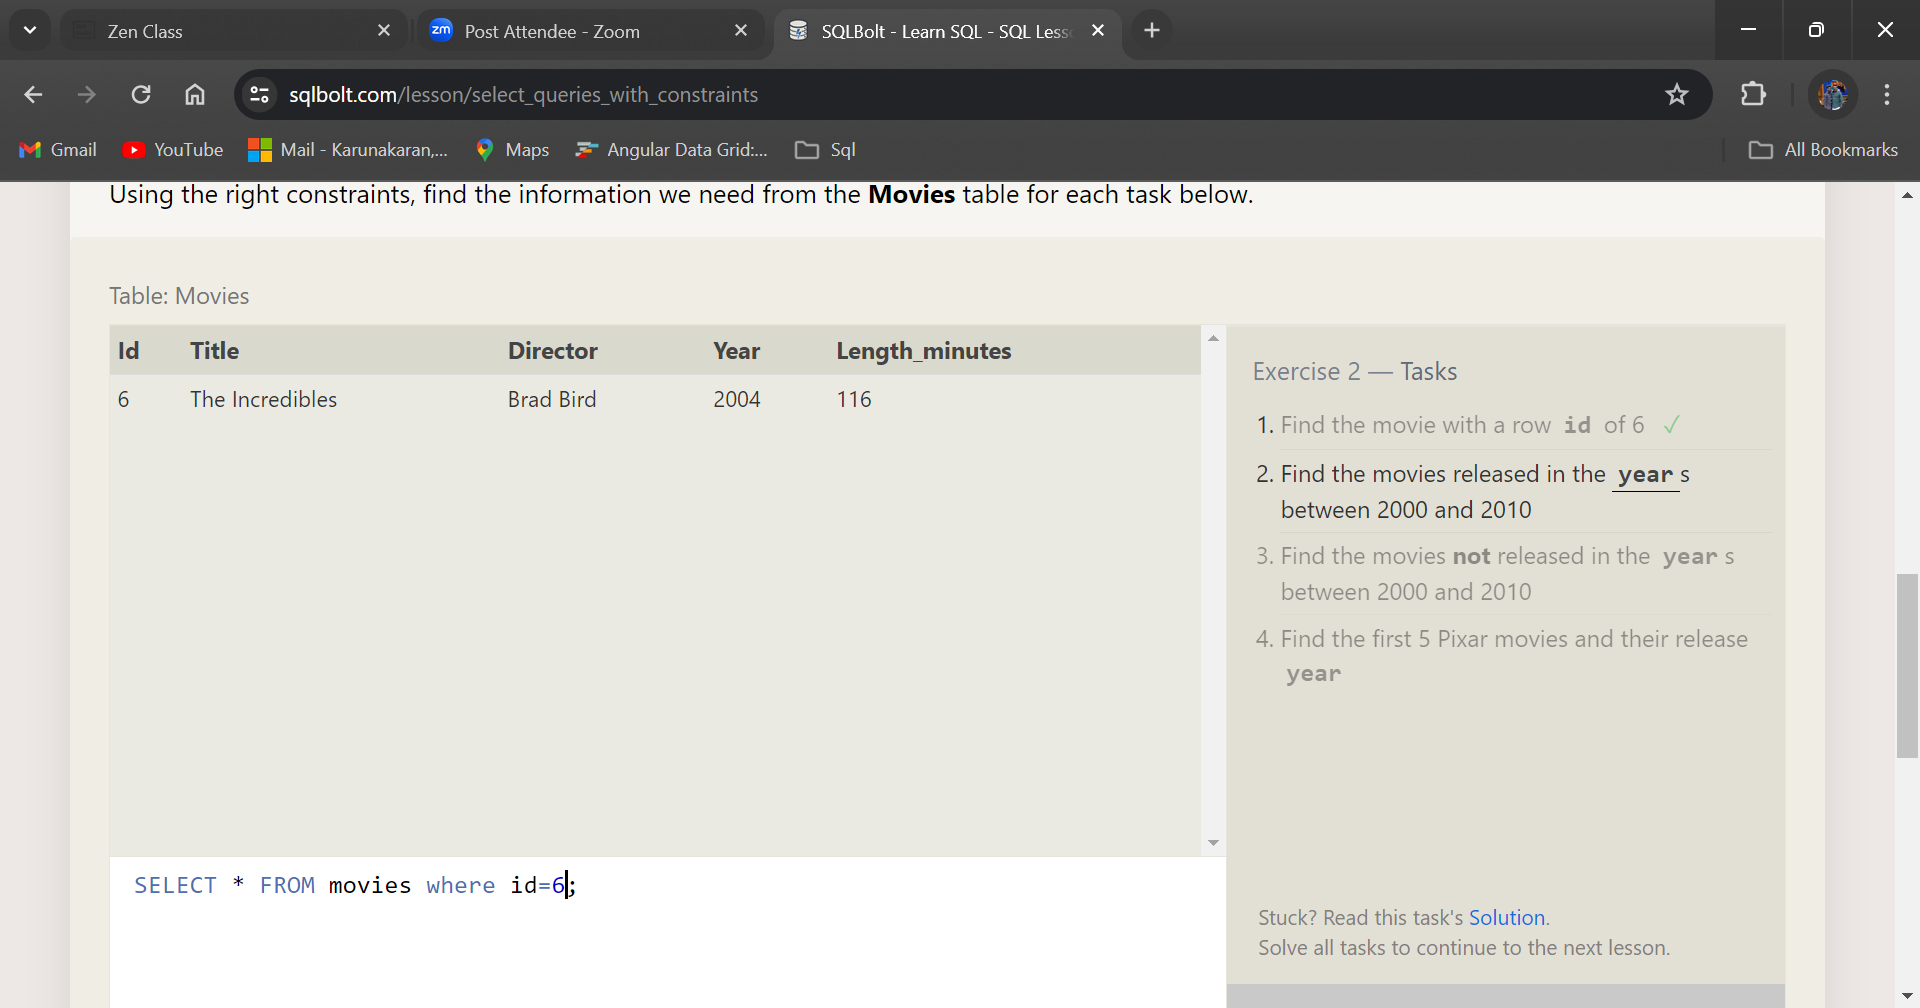 Zen Class
zm Post Attendee - Zoom
SQLBolt - Learn SQL - SQL Less
sqlbolt.com/lesson/select_queries_with_constraints
Gmail
YouTube
Mail - Karunakaran,...
Maps
Angular Data Grid:...
Sql
All Bookmarks
Using the right constraints, find the information we need from the Movies table for each task below.
Table: Movies
Id Title Director Year Length_minutes
6 The Incredibles Brad Bird 2004 116
Exercise 2 — Tasks
1. Find the movie with a row id of 6 ✓
2. Find the movies released in the year s
between 2000 and 2010
3. Find the movies not released in the year s
between 2000 and 2010
4. Find the first 5 Pixar movies and their release
year
SELECT * FROM movies where id=6;
Stuck? Read this task's Solution.
Solve all tasks to continue to the next lesson.